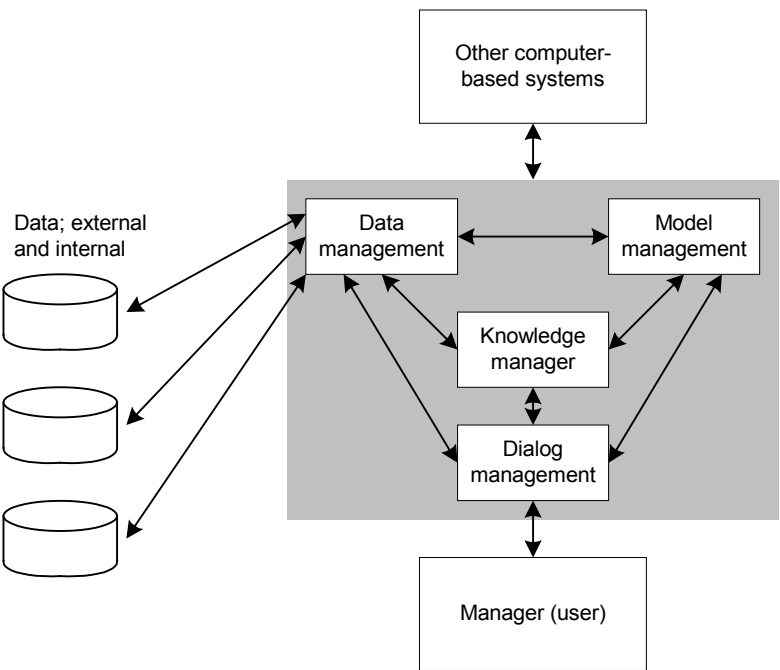 Other computer-
based systems
Data; external
and internal
Data
management
Model
management
Knowledge
manager
Dialog
management
Manager (user)